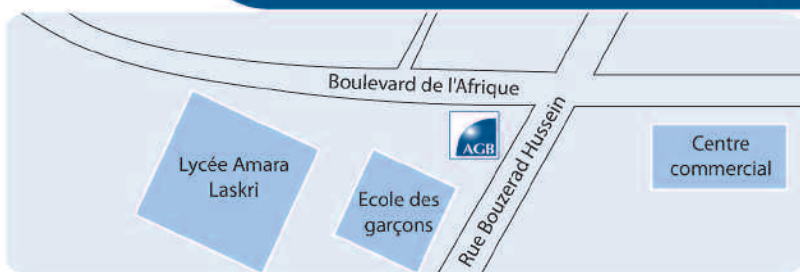 Boulevard de l'Afrique
AGB
Rue Bouzerad Hussein
Lycée Amara
Laskri
Ecole des
garçons
Centre
commercial